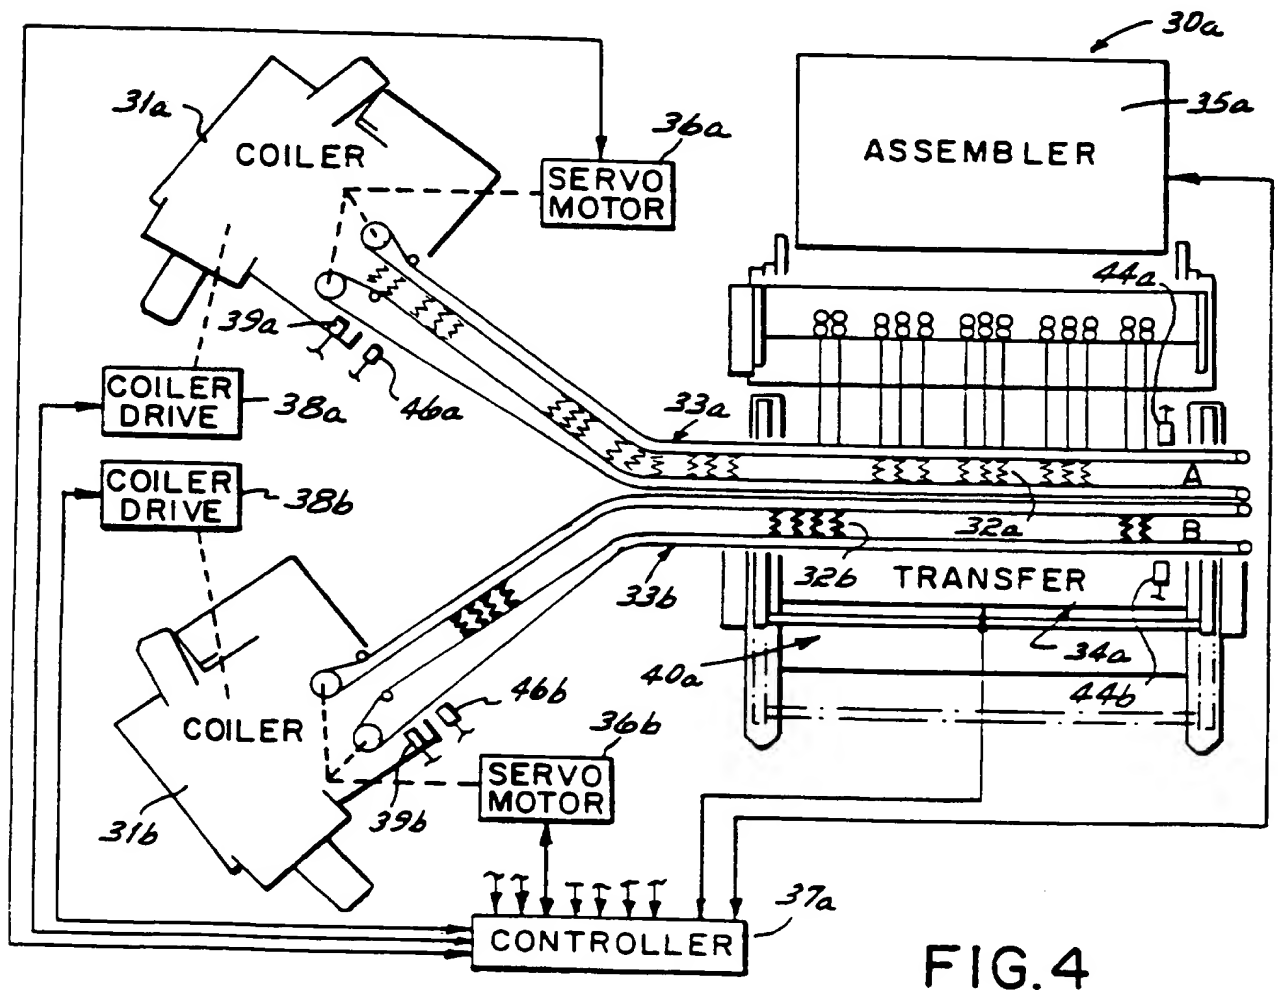 30a
31a
COILER
36a
SERVO
MOTOR
35a
ASSEMBLER
44a
39a
46a
COILER
DRIVE
38a
33a
COILER
DRIVE
38b
A
32a
B
32b
33b
TRANSFER
34a
40a
44b
COILER
46b
36b
SERVO
MOTOR
39b
31b
37a
CONTROLLER
FIG.4